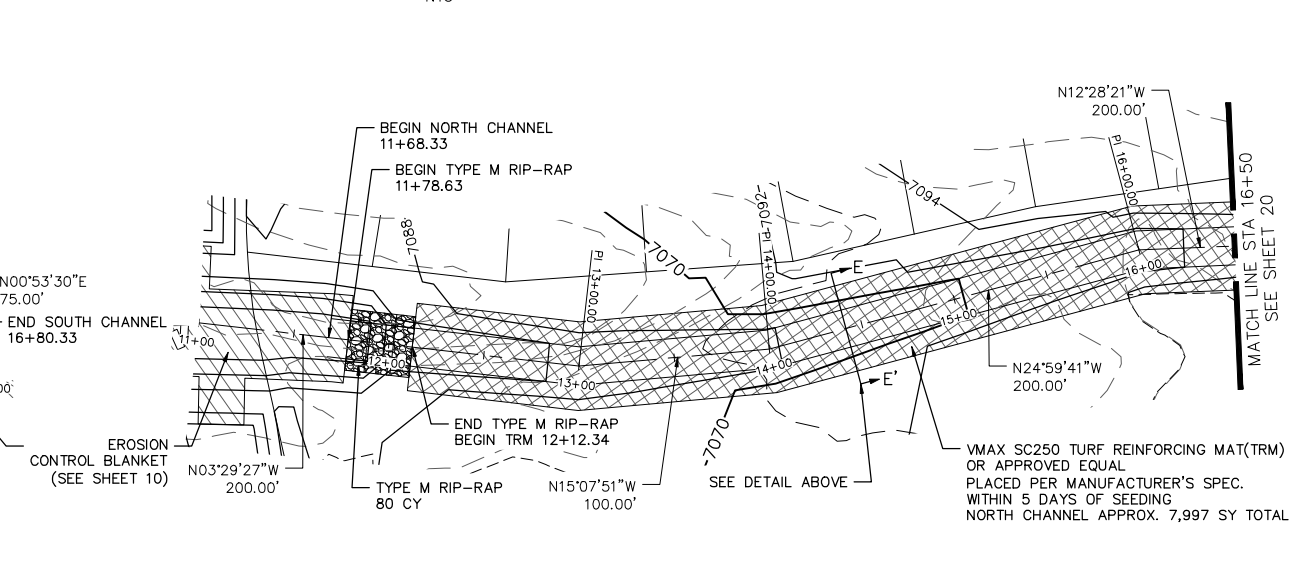 N12°28'21"W
200.00'
BEGIN NORTH CHANNEL
11+68.33
BEGIN TYPE M RIP-RAP
11+78.63
PI 16+00.00
7094
7092
PI 14+00.00
7088
7070
PI 13+00.00
E
MATCH LINE STA 16+50
SEE SHEET 20
N00°53'30"E
75.00'
END SOUTH CHANNEL
16+80.33
11+00
12+00
13+00
14+00
15+00
16+00
E'
N24°59'41"W
200.00'
END TYPE M RIP-RAP
BEGIN TRM 12+12.34
7070
EROSION
CONTROL BLANKET
(SEE SHEET 10)
N03°29'27"W
200.00'
TYPE M RIP-RAP
80 CY
N15°07'51"W
100.00'
SEE DETAIL ABOVE
VMAX SC250 TURF REINFORCING MAT(TRM)
OR APPROVED EQUAL
PLACED PER MANUFACTURER'S SPEC.
WITHIN 5 DAYS OF SEEDING
NORTH CHANNEL APPROX. 7,997 SY TOTAL